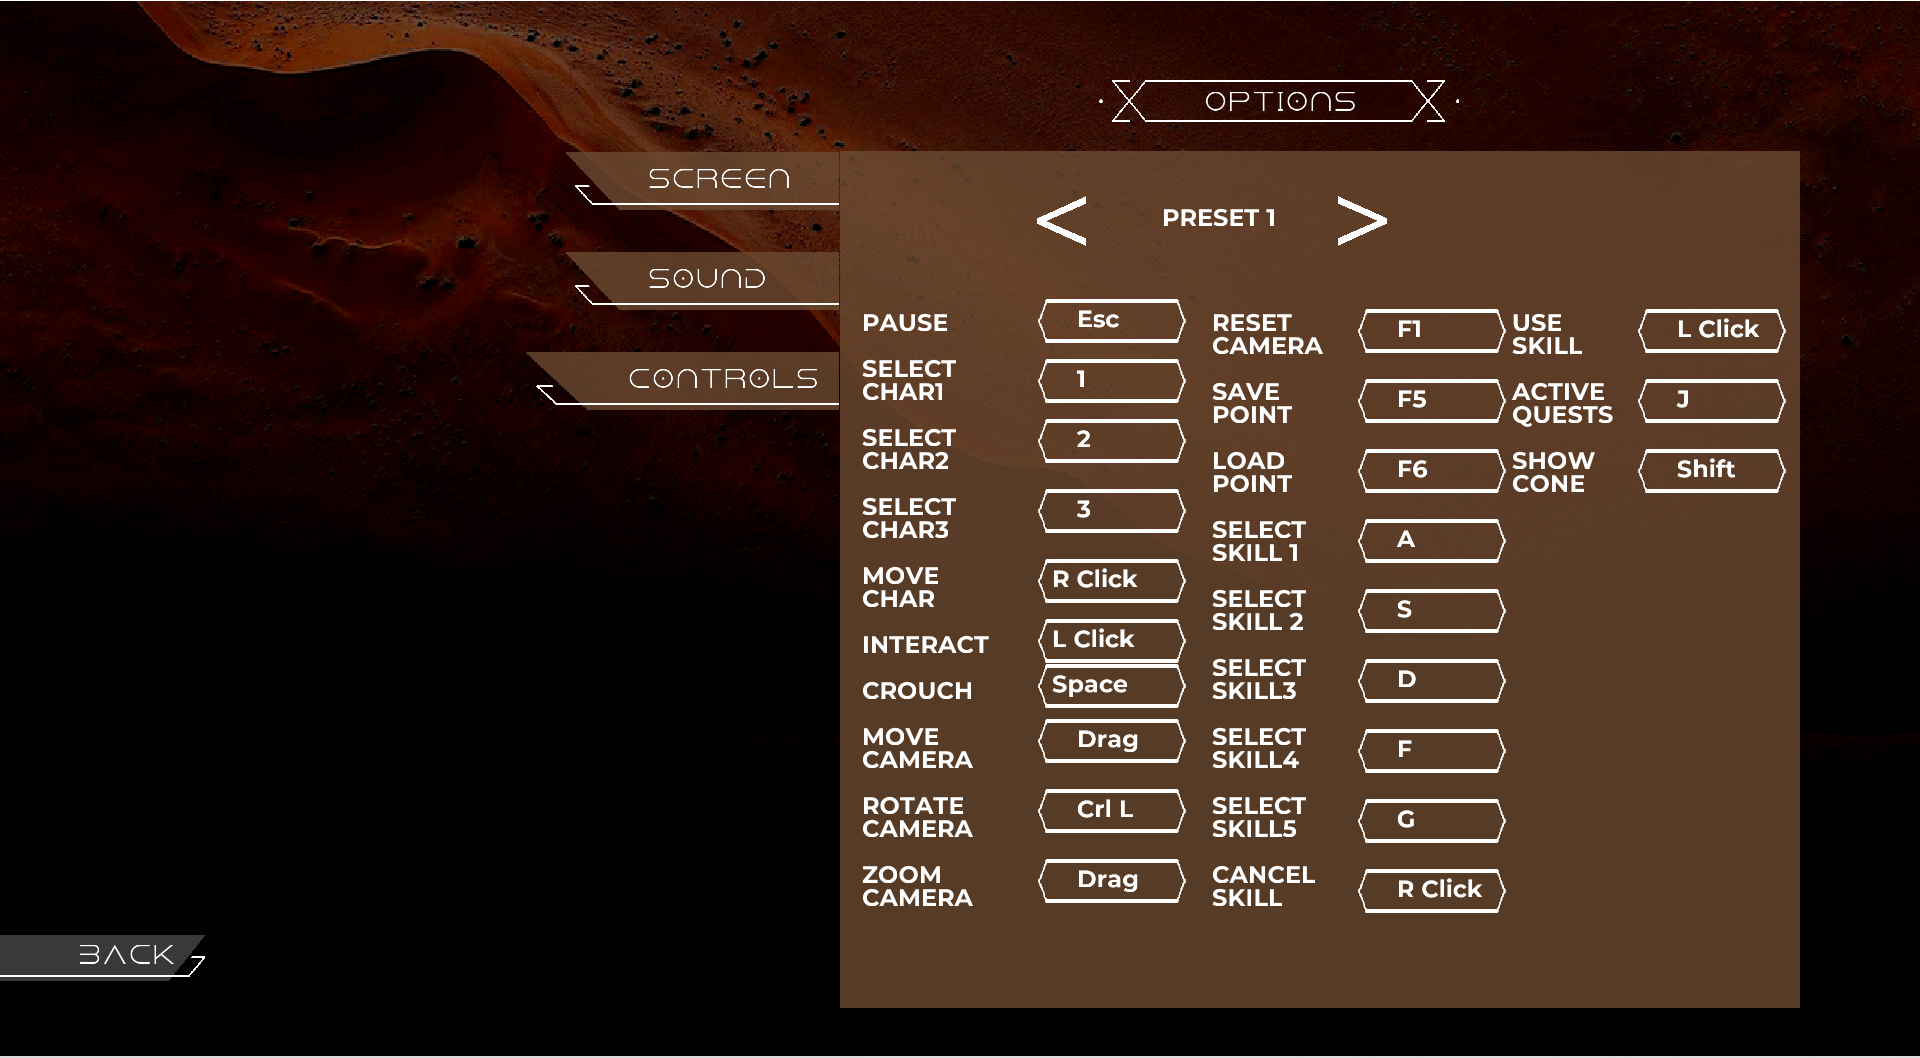 OPTIONS
SCREEN
SOUND
CONTROLS
BACK
<
PRESET 1
>
PAUSE
Esc
SELECT
CHAR1
1
SELECT
CHAR2
2
SELECT
CHAR3
3
MOVE
CHAR
R Click
INTERACT
L Click
CROUCH
Space
MOVE
CAMERA
Drag
ROTATE
CAMERA
Crl L
ZOOM
CAMERA
Drag
RESET
CAMERA
F1
SAVE
POINT
F5
LOAD
POINT
F6
SELECT
SKILL 1
A
SELECT
SKILL 2
S
SELECT
SKILL3
D
SELECT
SKILL4
F
SELECT
SKILL5
G
CANCEL
SKILL
R Click
USE
SKILL
L Click
ACTIVE
QUESTS
J
SHOW
CONE
Shift